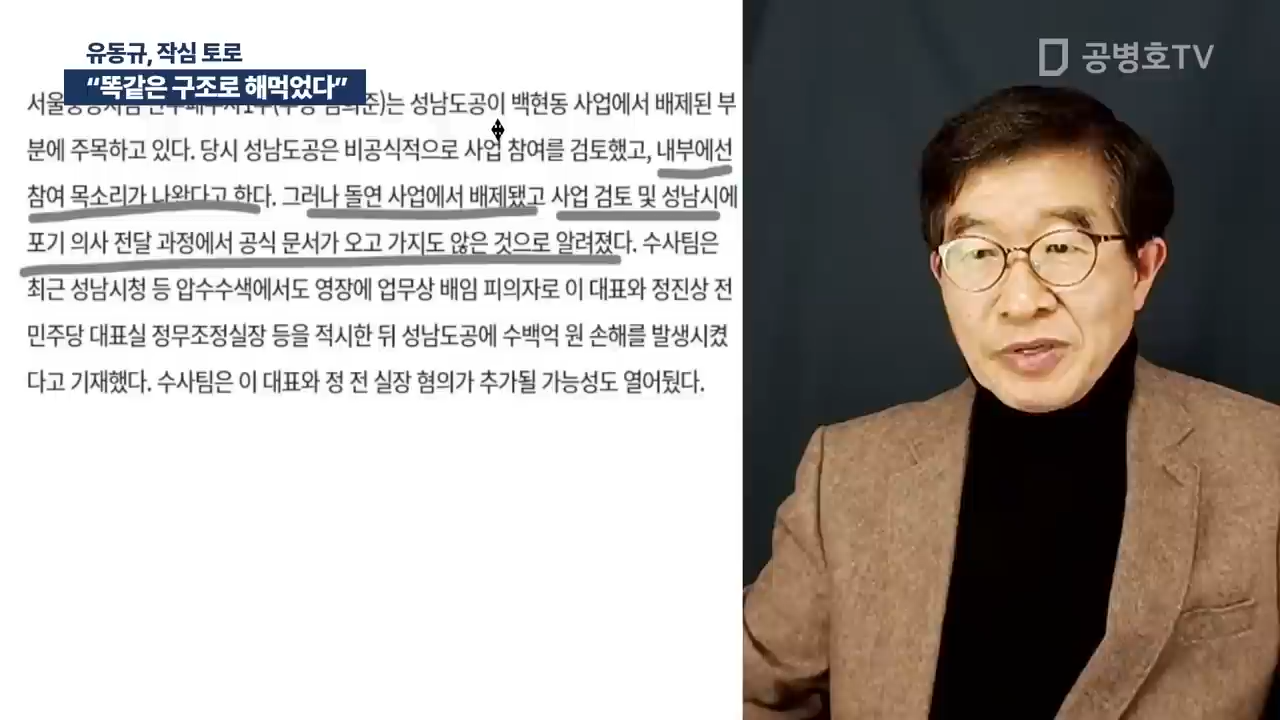 유동규, 작심 토로
“똑같은 구조로 해먹었다”
공병호TV
는 성남도공이 백현동 사업에서 배제된 부
분에 주목하고 있다. 당시 성남도공은 비공식적으로 사업 참여를 검토했고, 내부에선
참여 목소리가 나왔다고 한다. 그러나 돌연 사업에서 배제됐고 사업 검토 및 성남시에
포기 의사 전달 과정에서 공식 문서가 오고 가지도 않은 것으로 알려졌다. 수사팀은
최근 성남시청 등 압수수색에서도 영장에 업무상 배임 피의자로 이 대표와 정진상 전
민주당 대표실 정무조정실장 등을 적시한 뒤 성남도공에 수백억 원 손해를 발생시켰
다고 기재했다. 수사팀은 이 대표와 정 전 실장 혐의가 추가될 가능성도 열어뒀다.